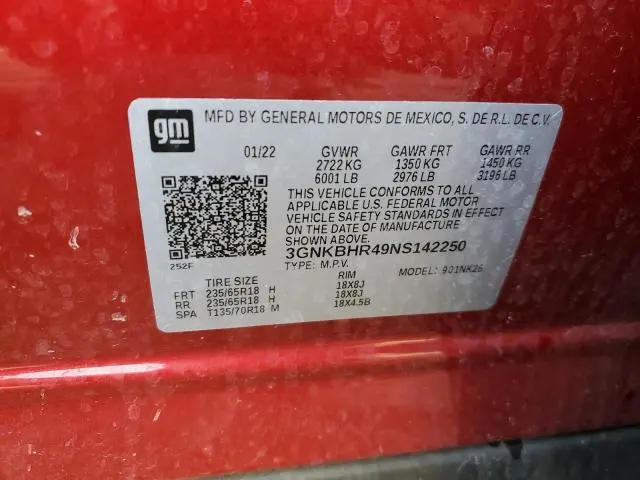 gm
MFD BY GENERAL MOTORS DE MEXICO, S. DE R.L. DE C.V.
01/22 GVWR GAWR FRT GAWR RR
2722 KG 1350 KG 1450 KG
6001 LB 2976 LB 3196 LB
THIS VEHICLE CONFORMS TO ALL
APPLICABLE U.S. FEDERAL MOTOR
VEHICLE SAFETY STANDARDS IN EFFECT
ON THE DATE OF MANUFACTURE
SHOWN ABOVE.
3GNKBHR49NS142250
252F TYPE: M.P.V. MODEL: 901NK26
TIRE SIZE RIM
FRT 235/65R18 H 18X8J
RR 235/65R18 H 18X8J
SPA T135/70R18 M 18X4.5B